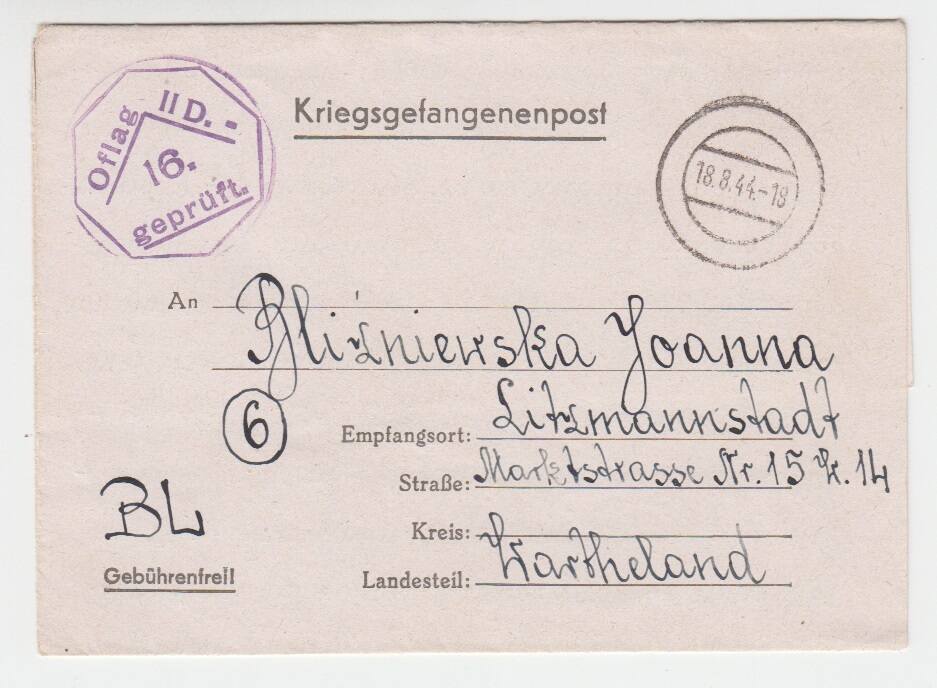 Oflag II D. -
16.
geprüft.
Kriegsgefangenenpost
18.8.44.-18
An Bliżniewska Joanna
6
Empfangsort: Litzmannstadt
Straße: Marktstrasse Nr. 15 W. 14
BL
Kreis:
Gebührenfrei!
Landesteil: Wartheland